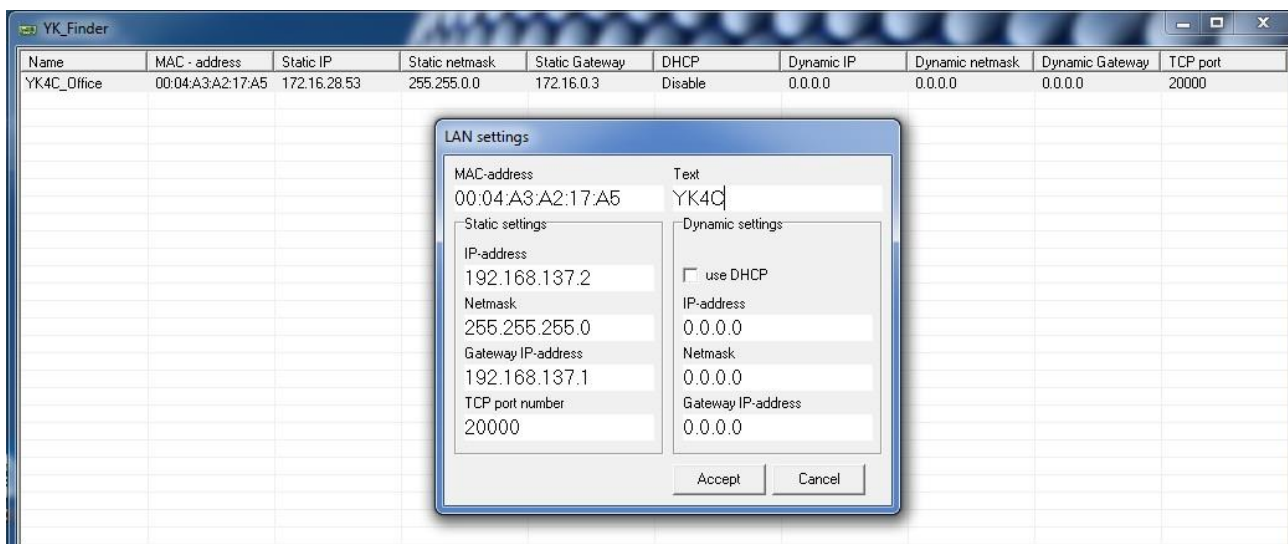 YK_Finder
Name MAC - address Static IP Static netmask Static Gateway DHCP Dynamic IP Dynamic netmask Dynamic Gateway TCP port
YK4C_Office 00:04:A3:A2:17:A5 172.16.28.53 255.255.0.0 172.16.0.3 Disable 0.0.0.0 0.0.0.0 0.0.0.0 20000
LAN settings
MAC-address Text
00:04:A3:A2:17:A5 YK4C
Static settings Dynamic settings
IP-address
192.168.137.2 use DHCP
Netmask IP-address
255.255.255.0 0.0.0.0
Gateway IP-address Netmask
192.168.137.1 0.0.0.0
TCP port number Gateway IP-address
20000 0.0.0.0
Accept Cancel